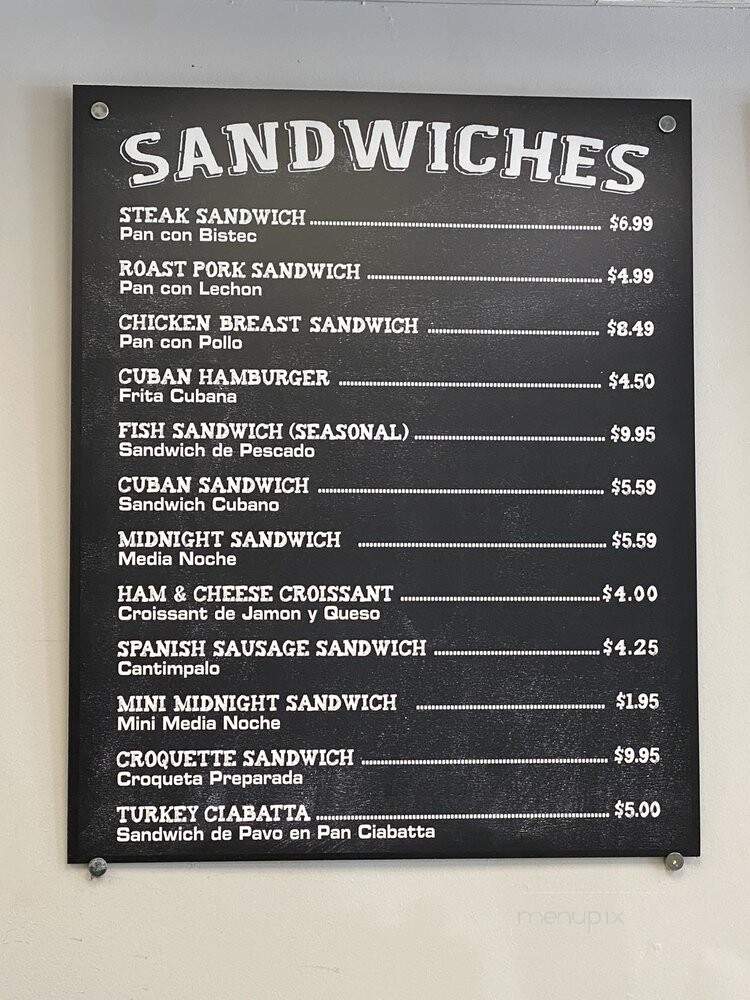 SANDWICHES
STEAK SANDWICH ........ $6.99
Pan con Bistec
ROAST PORK SANDWICH ........ $4.99
Pan con Lechon
CHICKEN BREAST SANDWICH ........ $8.49
Pan con Pollo
CUBAN HAMBURGER ........ $4.50
Frita Cubana
FISH SANDWICH (SEASONAL) ........ $9.95
Sandwich de Pescado
CUBAN SANDWICH ........ $5.59
Sandwich Cubano
MIDNIGHT SANDWICH ........ $5.59
Media Noche
HAM & CHEESE CROISSANT ........ $4.00
Croissant de Jamon y Queso
SPANISH SAUSAGE SANDWICH ........ $4.25
Cantimpalo
MINI MIDNIGHT SANDWICH ........ $1.95
Mini Media Noche
CROQUETTE SANDWICH ........ $9.95
Croqueta Preparada
TURKEY CIABATTA ........ $5.00
Sandwich de Pavo en Pan Ciabatta
menupix